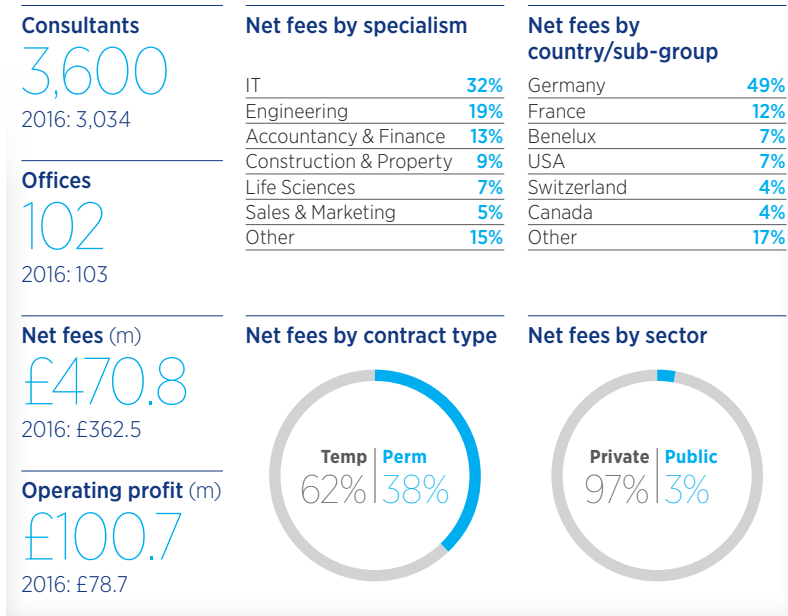 Consultants
3,600
2016: 3,034
Offices
102
2016: 103
Net fees (m)
£470.8
2016: £362.5
Operating profit (m)
£100.7
2016: £78.7
Net fees by specialism
IT 32%
Engineering 19%
Accountancy & Finance 13%
Construction & Property 9%
Life Sciences 7%
Sales & Marketing 5%
Other 15%
Net fees by
country/sub-group
Germany 49%
France 12%
Benelux 7%
USA 7%
Switzerland 4%
Canada 4%
Other 17%
Net fees by contract type
Temp Perm
62% 38%
Net fees by sector
Private Public
97% 3%